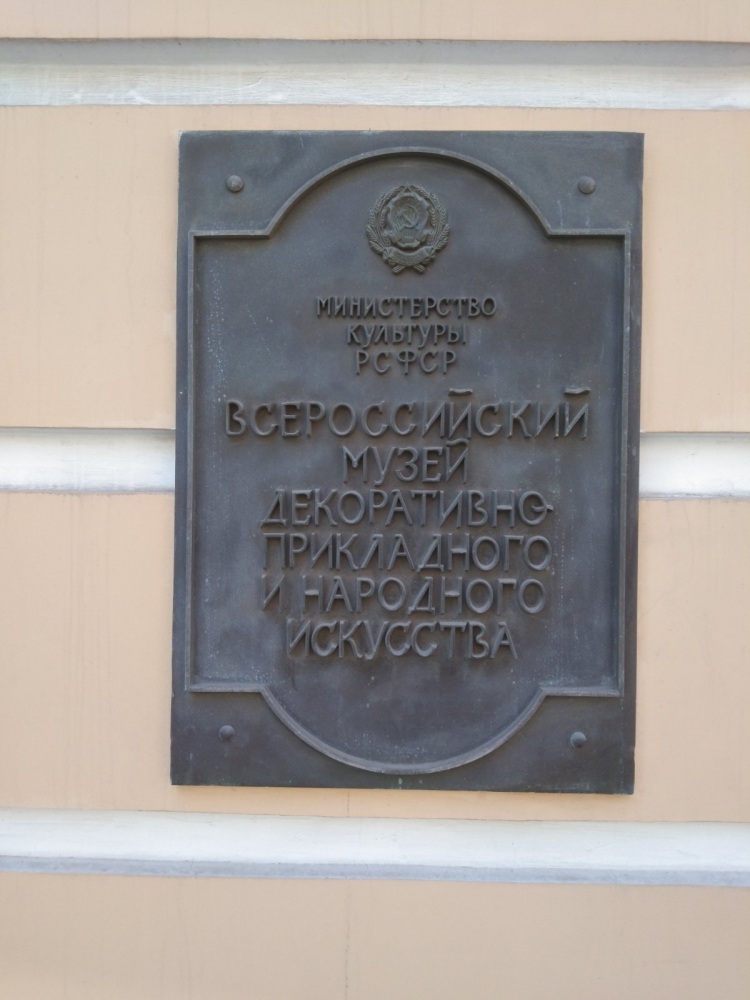 МИНИСТЕРСТВО
КУЛЬТУРЫ
РСФСР
ВСЕРОССИЙСКИЙ
МУЗЕЙ
ДЕКОРАТИВНО-
ПРИКЛАДНОГО
И НАРОДНОГО
ИСКУССТВА